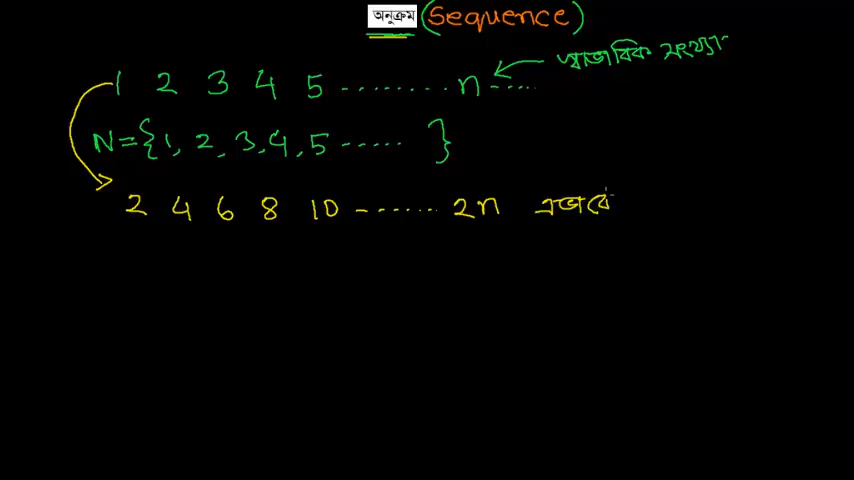 অনুক্রম (Sequence)
1 2 3 4 5 ........ n ..... স্বাভাবিক সংখ্যা
N={1, 2, 3, 4, 5 ...... }
2 4 6 8 10 ....... 2n এভাবে